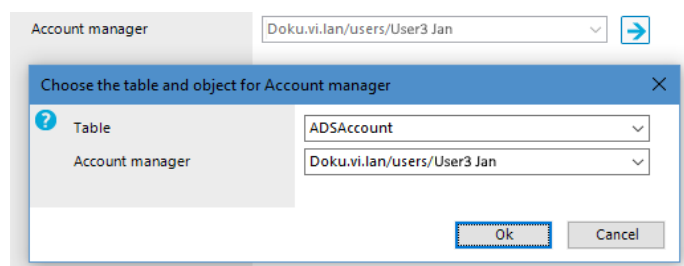 Account manager Doku.vi.lan/users/User3 Jan
Choose the table and object for Account manager
Table ADSAccount
Account manager Doku.vi.lan/users/User3 Jan
Ok Cancel